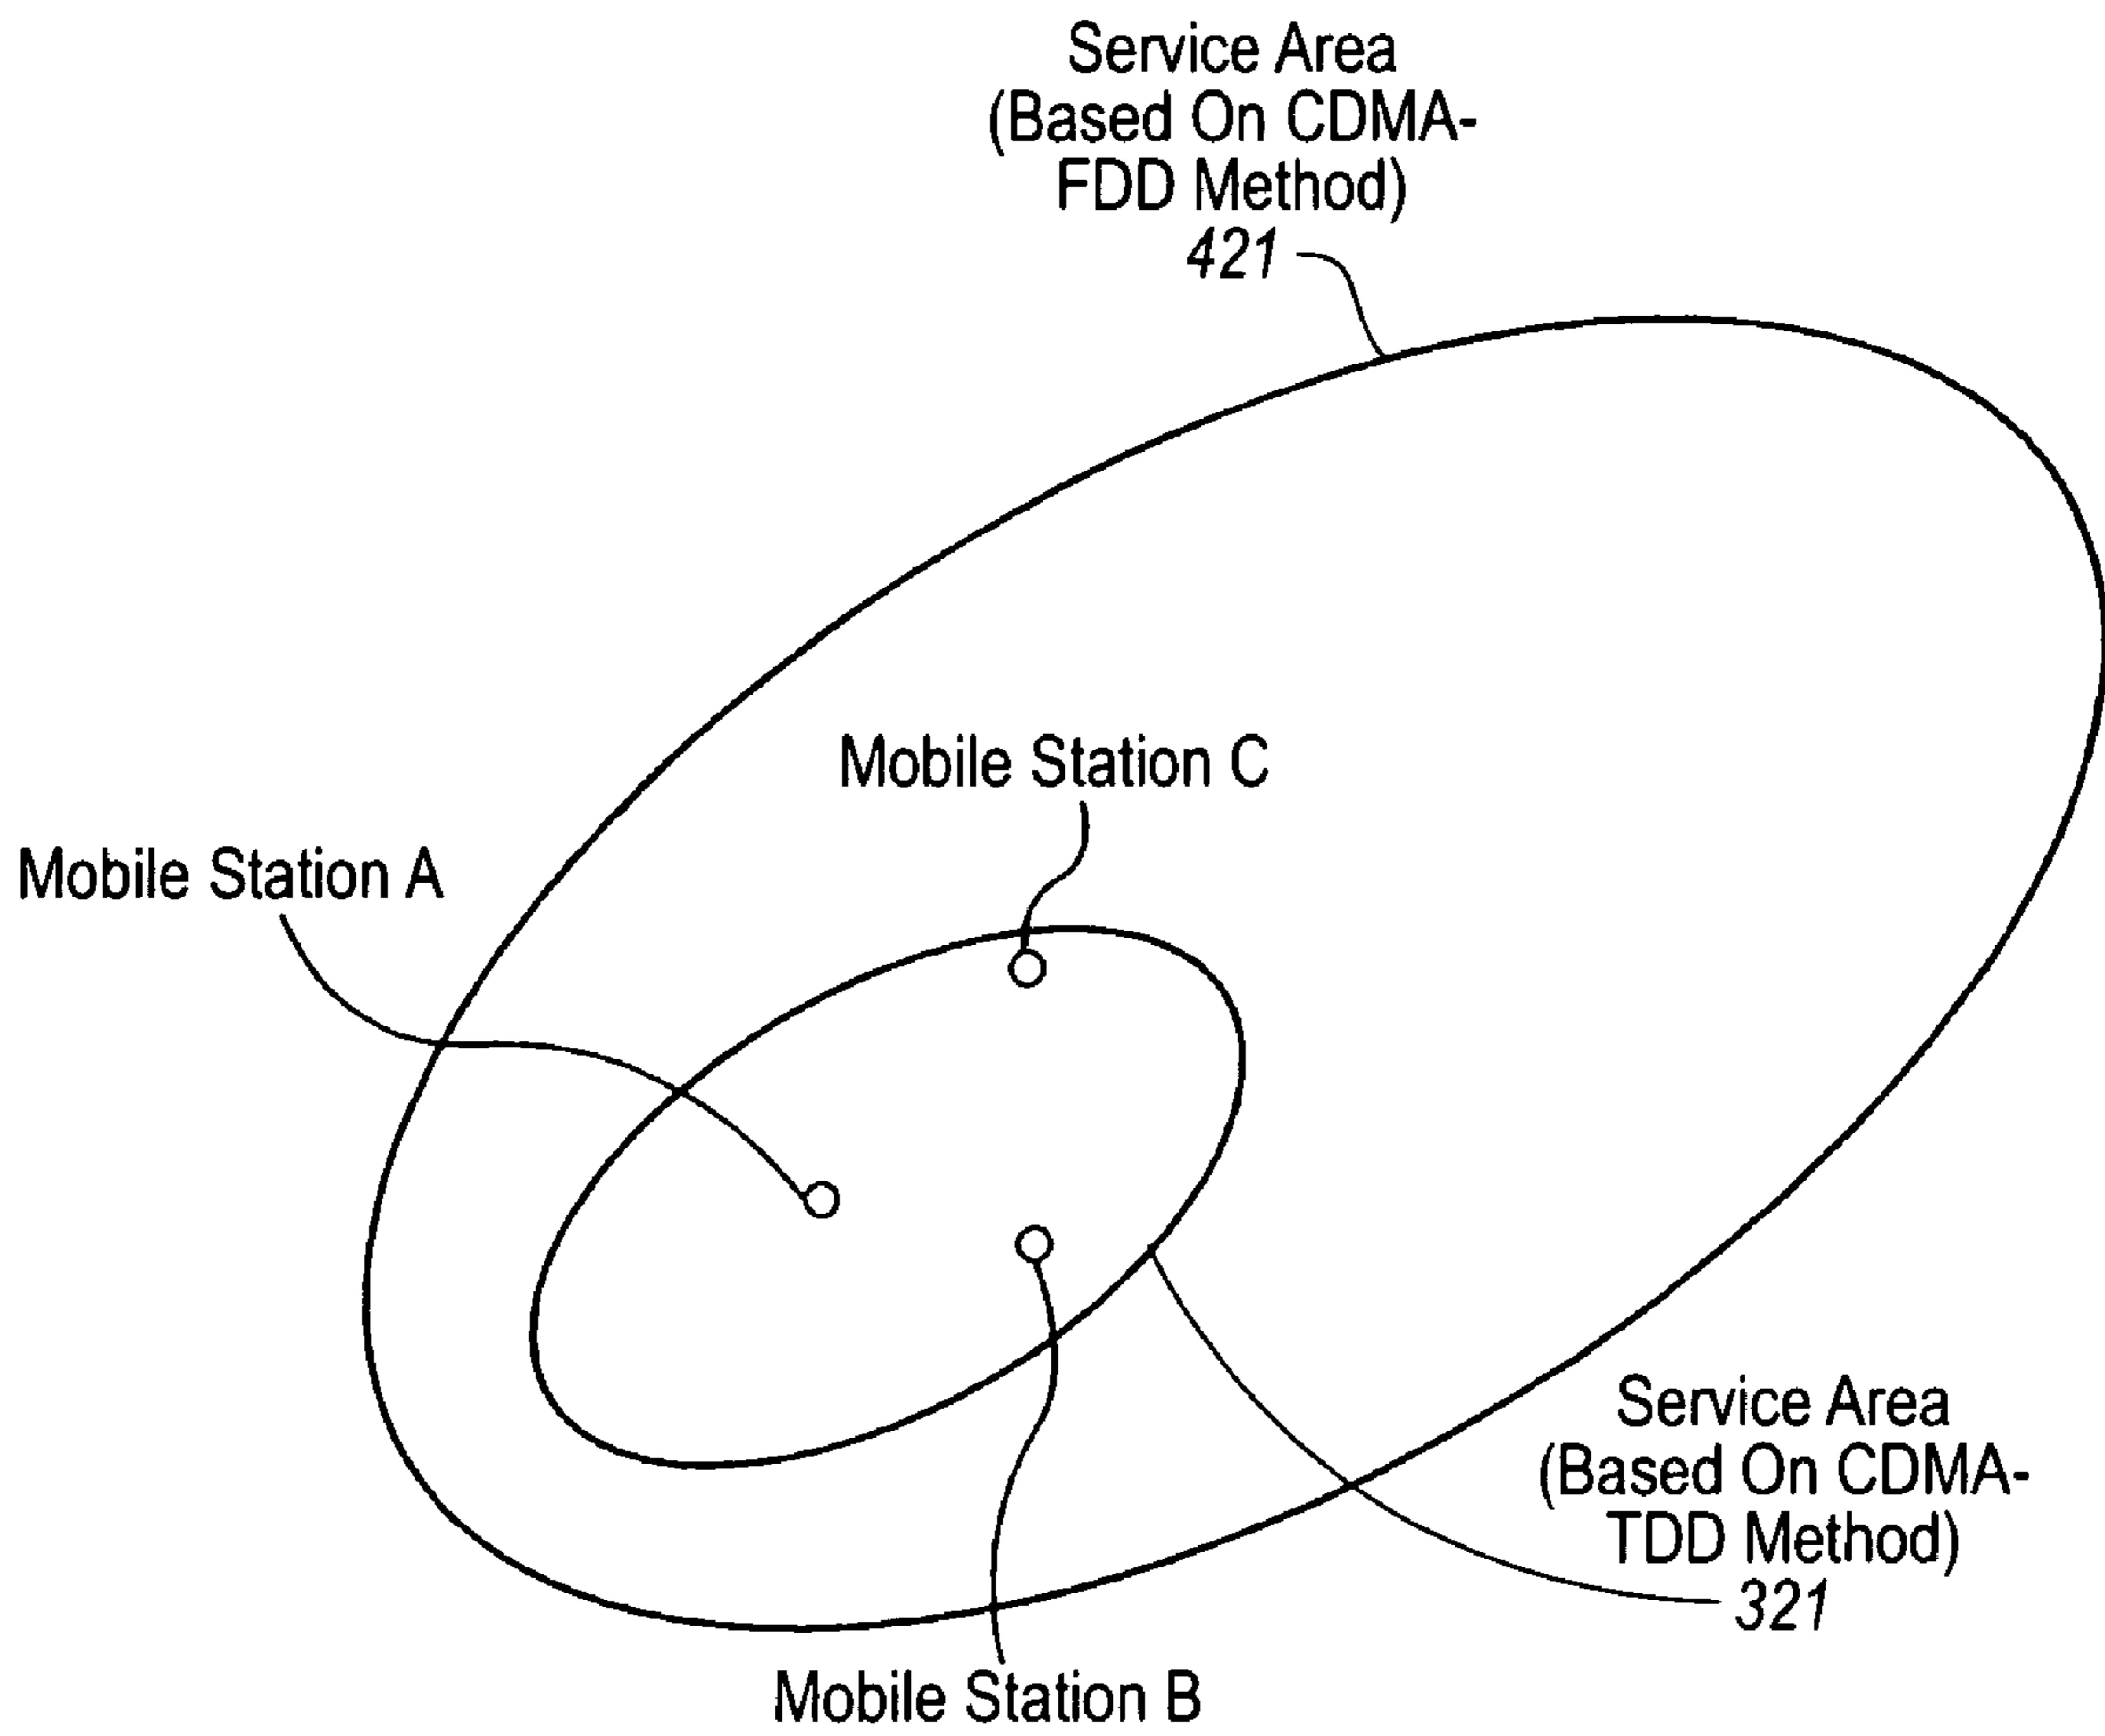 Service Area
(Based On CDMA-
FDD Method)
421
Mobile Station C
Mobile Station A
Service Area
(Based On CDMA-
TDD Method)
321
Mobile Station B